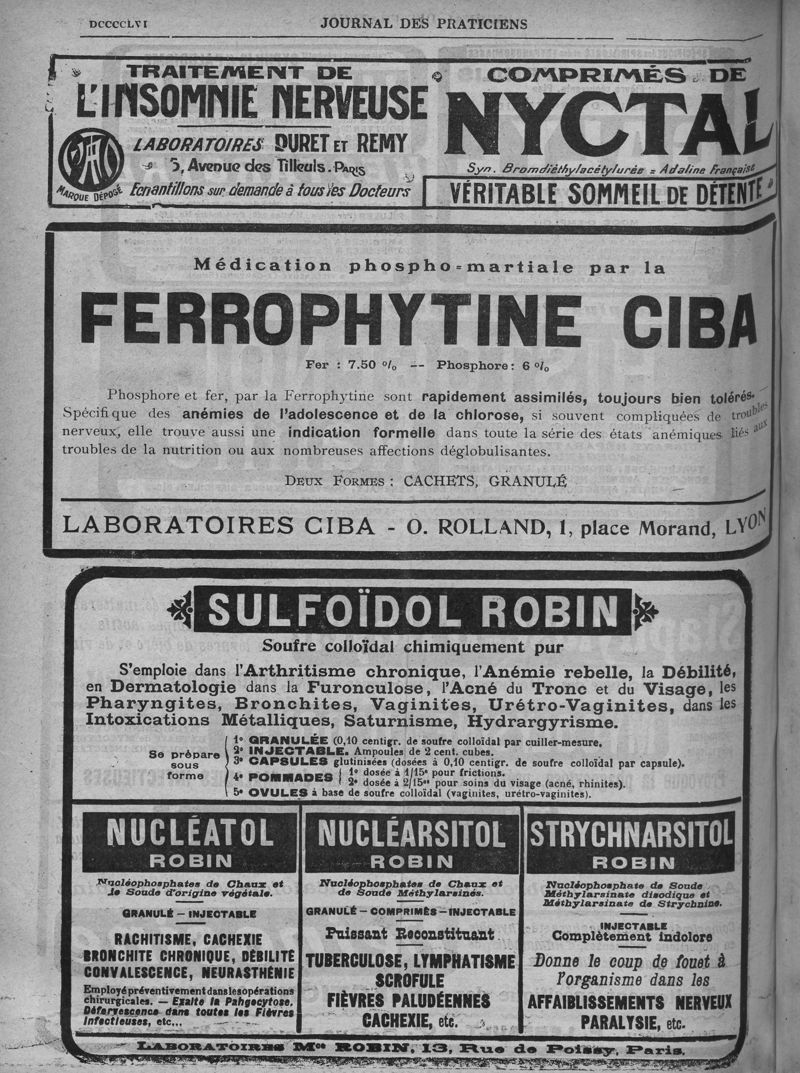 DCCCCLVI
JOURNAL DES PRATICIENS
TRAITEMENT DE
L'INSOMNIE NERVEUSE
LABORATOIRES DURET ET REMY
5, Avenue des Tilleuls. PARIS
MARQUE DÉPOSÉ
Echantillons sur demande à tous les Docteurs
COMPRIMÉS DE
NYCTAL
Syn. Bromdiéthylacétylurée = Adaline Française
VÉRITABLE SOMMEIL DE DÉTENTE
Médication phospho=martiale par la
FERROPHYTINE CIBA
Fer : 7.50 % -- Phosphore : 6 %
Phosphore et fer, par la Ferrophytine sont rapidement assimilés, toujours bien tolérés.
Spécifique des anémies de l'adolescence et de la chlorose, si souvent compliquées de troubles
nerveux, elle trouve aussi une indication formelle dans toute la série des états anémiques liés aux
troubles de la nutrition ou aux nombreuses affections déglobulisantes.
DEUX FORMES : CACHETS, GRANULÉ
LABORATOIRES CIBA - O. ROLLAND, 1, place Morand, LYON
SULFOÏDOL ROBIN
Soufre colloïdal chimiquement pur
S'emploie dans l'Arthritisme chronique, l'Anémie rebelle, la Débilité,
en Dermatologie dans la Furonculose, l'Acné du Tronc et du Visage, les
Pharyngites, Bronchites, Vaginites, Urétro-Vaginites, dans les
Intoxications Métalliques, Saturnisme, Hydrargyrisme.
Se prépare
sous
forme
1º GRANULÉE (0,10 centigr. de soufre colloïdal par cuiller-mesure.
2º INJECTABLE. Ampoules de 2 cent. cubes.
3º CAPSULES glutinisées (dosées à 0,10 centigr. de soufre colloïdal par capsule).
4º POMMADES
1º dosée à 1/15e pour frictions.
2º dosée à 2/15es pour soins du visage (acné, rhinites).
5º OVULES à base de soufre colloïdal (vaginites, urétro-vaginites).
NUCLÉATOL
ROBIN
Nucléophosphates de Chaux et
de Soude d'origine végétale.
GRANULÉ – INJECTABLE
RACHITISME, CACHEXIE
BRONCHITE CHRONIQUE, DÉBILITÉ
CONVALESCENCE, NEURASTHÉNIE
Employé préventivement dans les opérations
chirurgicales. — Exalte la Pahgocytose.
Défervescence dans toutes les Fièvres
Infectieuses, etc...
NUCLÉARSITOL
ROBIN
Nucléophosphates de Chaux et
de Soude Méthylarsinés.
GRANULÉ – COMPRIMÉS – INJECTABLE
Puissant Reconstituant
TUBERCULOSE, LYMPHATISME
SCROFULE
FIÈVRES PALUDÉENNES
CACHEXIE, etc.
STRYCHNARSITOL
ROBIN
Nucléophosphate de Soude
Méthylarsinate disodique et
Méthylarsinate de Strychnine.
INJECTABLE
Complètement indolore
Donne le coup de fouet à
l'organisme dans les
AFFAIBLISSEMENTS NERVEUX
PARALYSIE, etc.
LABORATOIRES Mce ROBIN, 13, Rue de Poissy, Paris.